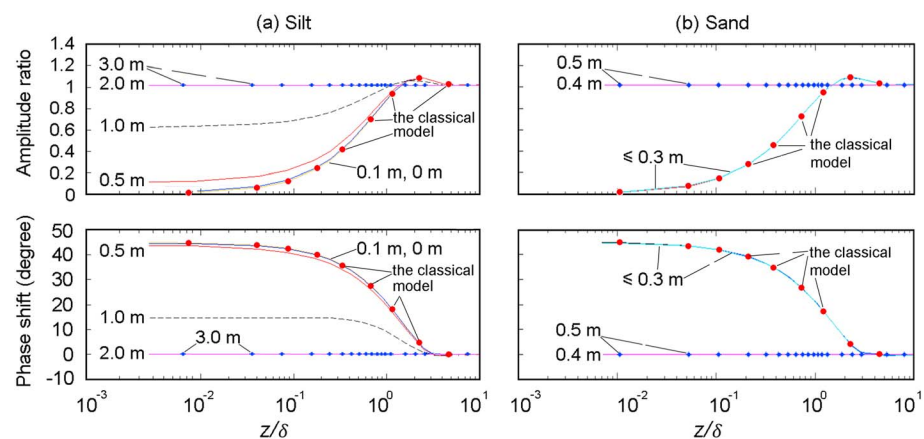 (a) Silt
(b) Sand
Amplitude ratio
1.4
1.2
1
0.8
0.6
0.4
0.2
0
3.0 m
2.0 m
1.0 m
0.5 m
the classical
model
0.1 m, 0 m
0.5 m
0.4 m
⩽ 0.3 m
the classical
model
Phase shift (degree)
50
40
30
20
10
0
-10
0.5 m
0.1 m, 0 m
the classical
model
1.0 m
3.0 m
2.0 m
⩽ 0.3 m
the classical
model
0.5 m
0.4 m
10⁻³ 10⁻² 10⁻¹ 10⁰ 10¹
z/δ
10⁻³ 10⁻² 10⁻¹ 10⁰ 10¹
z/δ